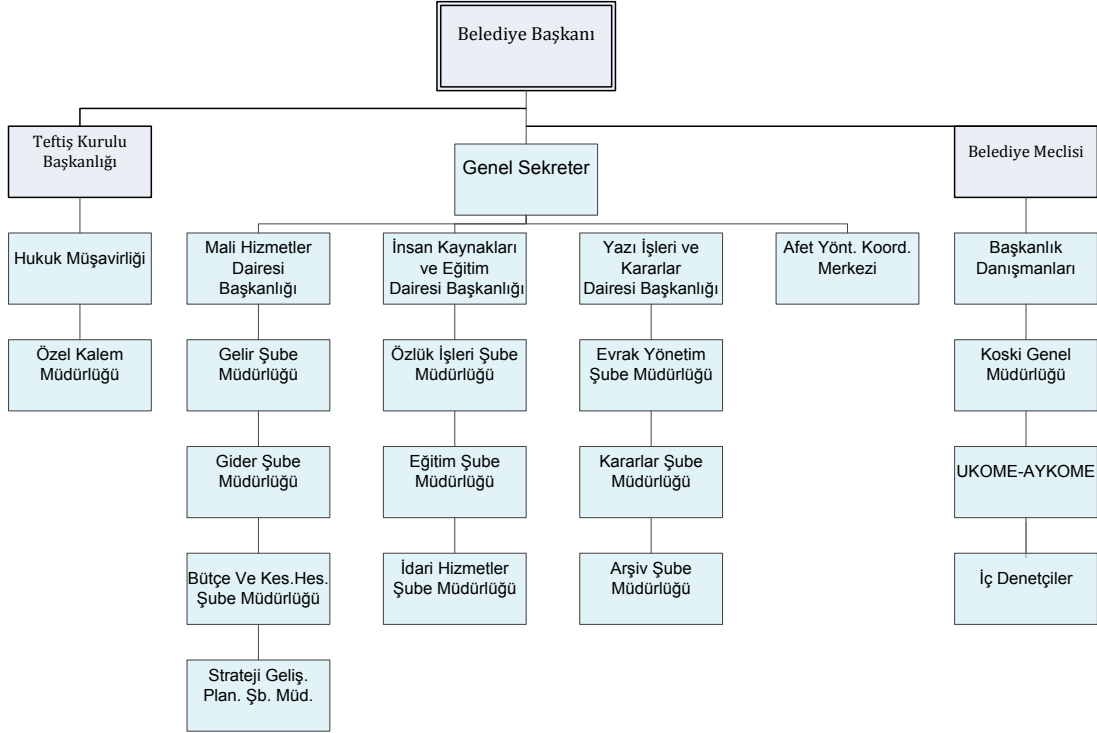 Belediye Başkanı
Teftiş Kurulu
Başkanlığı
Genel Sekreter
Belediye Meclisi
Hukuk Müşavirliği
Mali Hizmetler
Dairesi
Başkanlığı
İnsan Kaynakları
ve Eğitim
Dairesi Başkanlığı
Yazı İşleri ve
Kararlar
Dairesi Başkanlığı
Afet Yönt. Koord.
Merkezi
Başkanlık
Danışmanları
Özel Kalem
Müdürlüğü
Gelir Şube
Müdürlüğü
Özlük İşleri Şube
Müdürlüğü
Evrak Yönetim
Şube Müdürlüğü
Koski Genel
Müdürlüğü
Gider Şube
Müdürlüğü
Eğitim Şube
Müdürlüğü
Kararlar Şube
Müdürlüğü
UKOME-AYKOME
Bütçe Ve Kes.Hes.
Şube Müdürlüğü
İdari Hizmetler
Şube Müdürlüğü
Arşiv Şube
Müdürlüğü
İç Denetçiler
Strateji Geliş.
Plan. Şb. Müd.